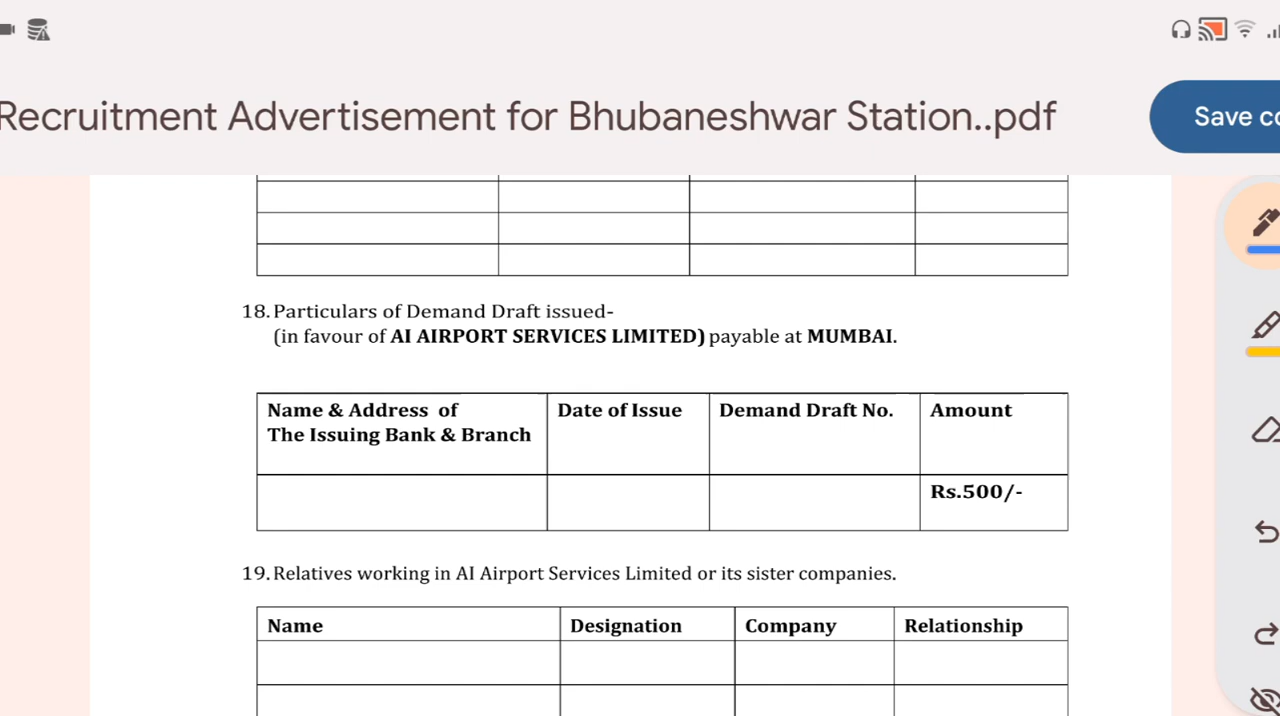 Recruitment Advertisement for Bhubaneshwar Station..pdf
Save co
18. Particulars of Demand Draft issued-
(in favour of AI AIRPORT SERVICES LIMITED) payable at MUMBAI.
Name & Address of Date of Issue Demand Draft No. Amount
The Issuing Bank & Branch
Rs.500/-
19. Relatives working in AI Airport Services Limited or its sister companies.
Name Designation Company Relationship